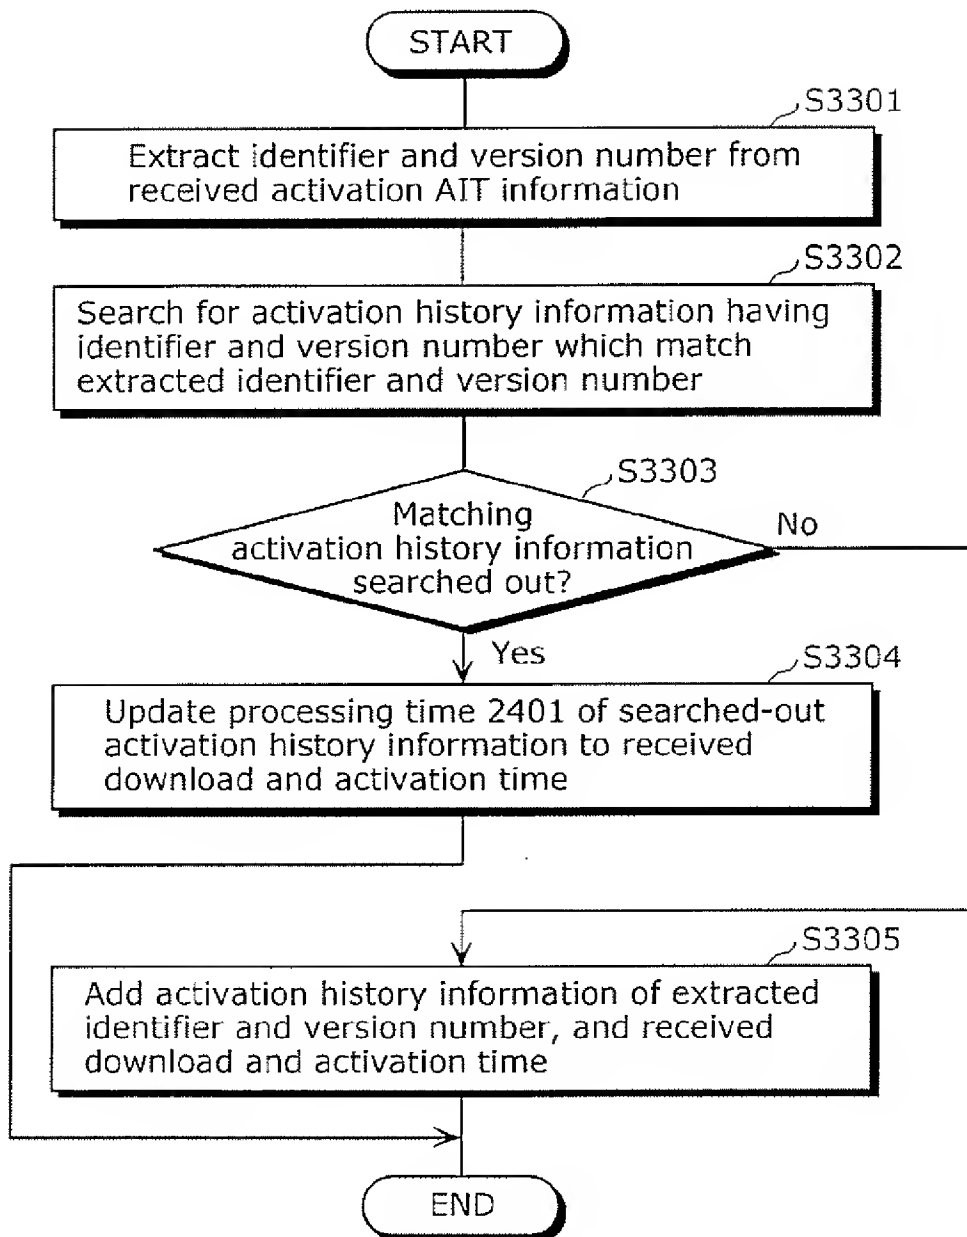 START
S3301
Extract identifier and version number from
received activation AIT information
S3302
Search for activation history information having
identifier and version number which match
extracted identifier and version number
S3303
Matching
activation history information
searched out?
No
Yes
S3304
Update processing time 2401 of searched-out
activation history information to received
download and activation time
S3305
Add activation history information of extracted
identifier and version number, and received
download and activation time
END